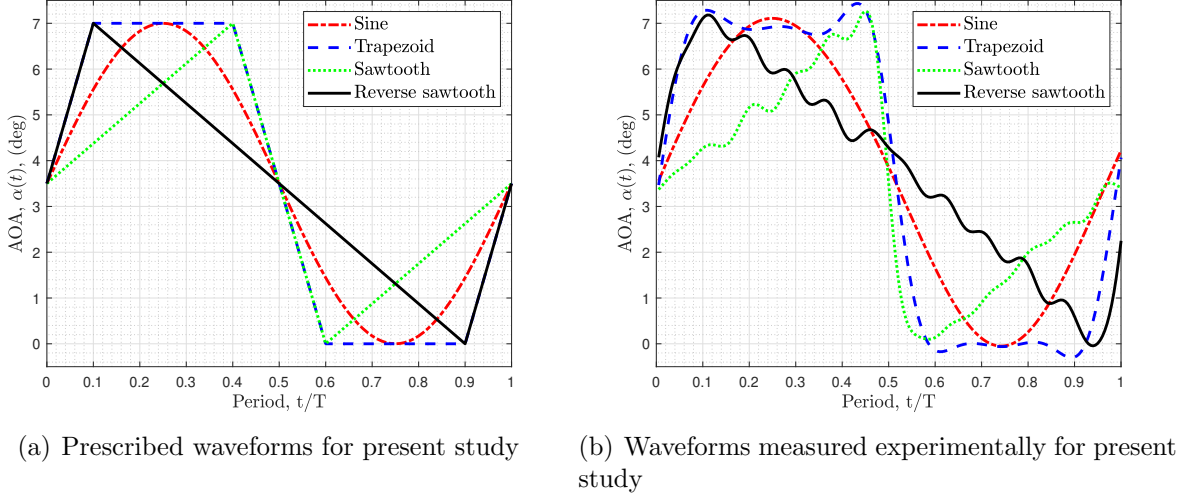 Sine
Trapezoid
Sawtooth
Reverse sawtooth
7
6
5
4
3
2
1
0
AOA, α(t), (deg)
0 0.1 0.2 0.3 0.4 0.5 0.6 0.7 0.8 0.9 1
Period, t/T
(a) Prescribed waveforms for present study
Sine
Trapezoid
Sawtooth
Reverse sawtooth
7
6
5
4
3
2
1
0
AOA, α(t), (deg)
0 0.1 0.2 0.3 0.4 0.5 0.6 0.7 0.8 0.9 1
Period, t/T
(b) Waveforms measured experimentally for present
study